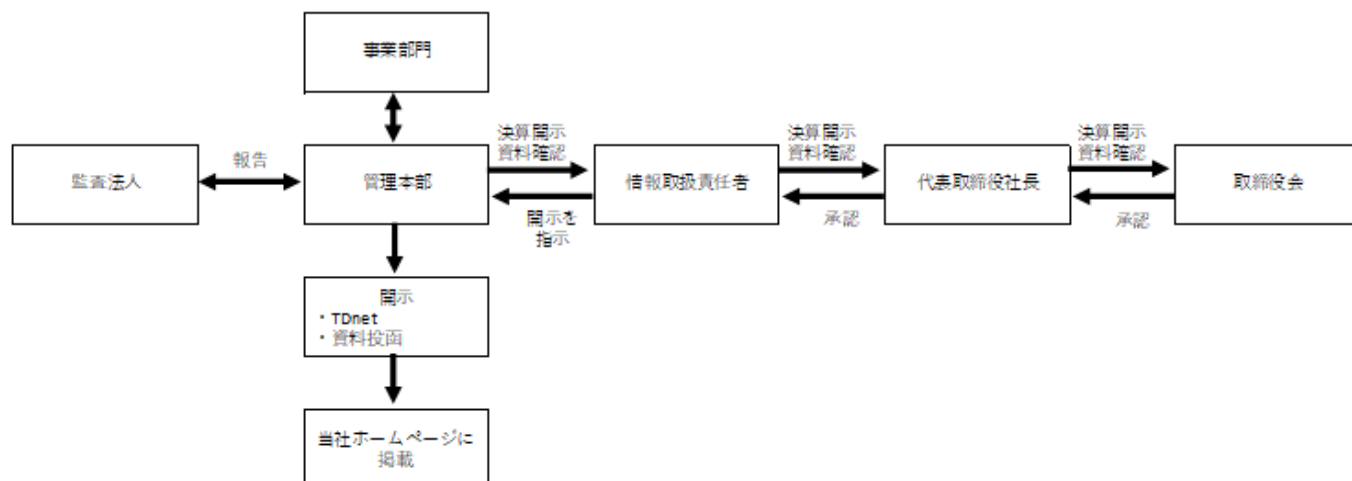 事業部門
決算開示
資料確認
決算開示
資料確認
決算開示
資料確認
監査法人
報告
管理本部
情報取扱責任者
代表取締役社長
取締役会
開示を
指示
承認
承認
開示
・TDnet
・資料投函
当社ホームページに
掲載